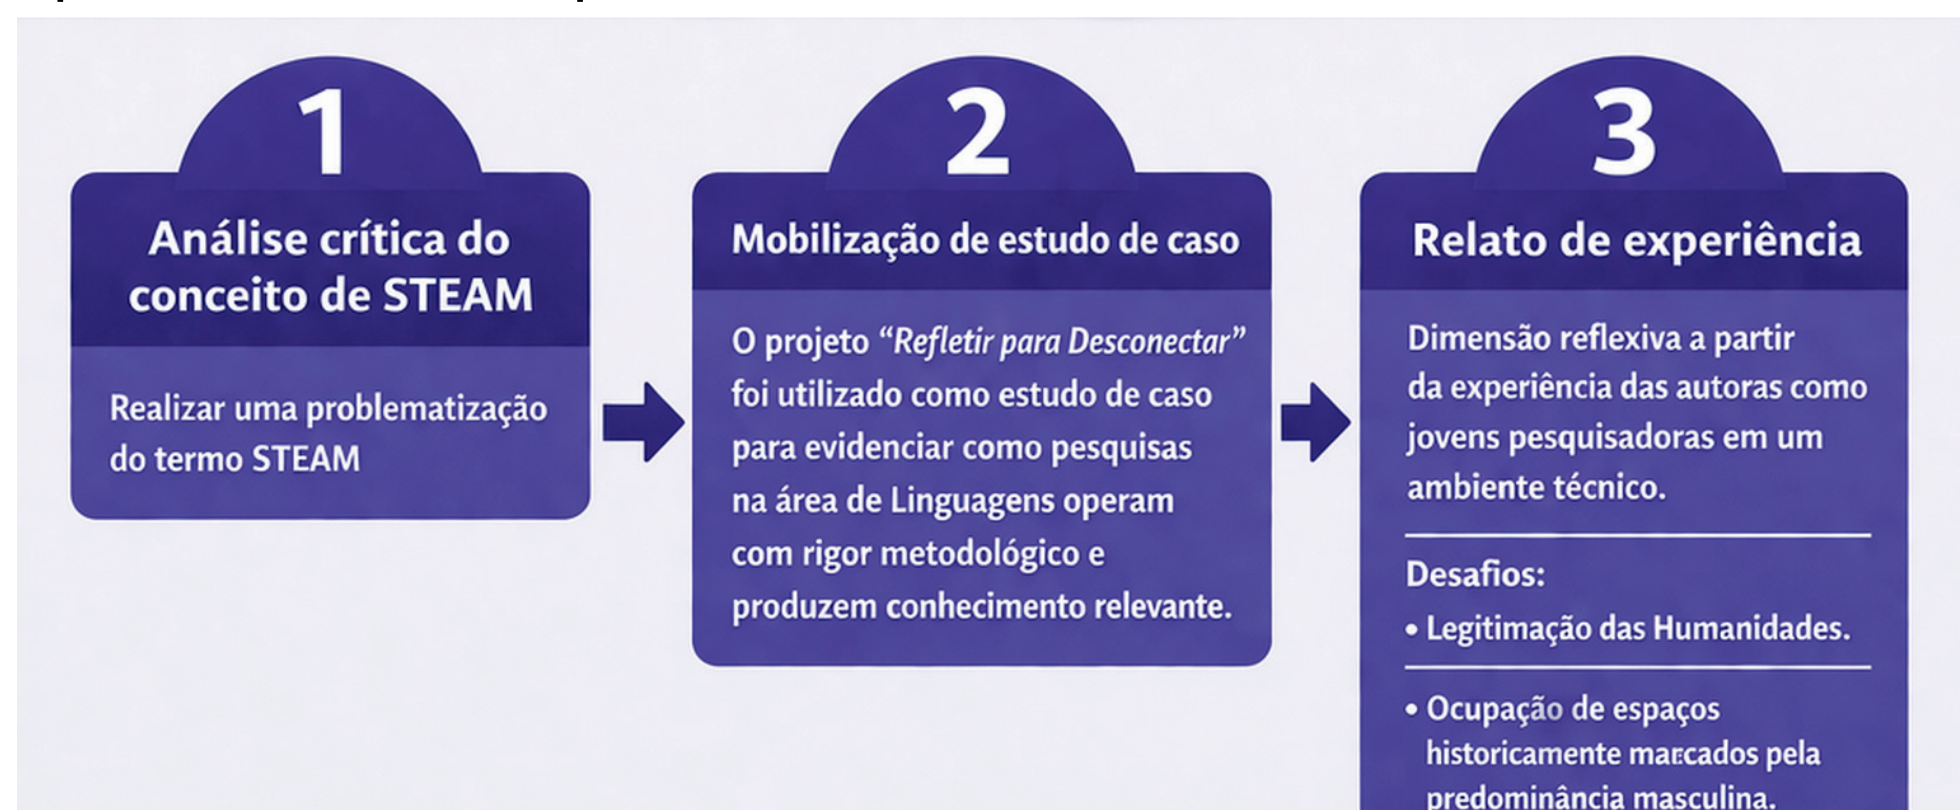 1
Análise crítica do
conceito de STEAM
Realizar uma problematização
do termo STEAM
2
Mobilização de estudo de caso
O projeto “Refletir para Desconectar”
foi utilizado como estudo de caso
para evidenciar como pesquisas
na área de Linguagens operam
com rigor metodológico e
produzem conhecimento relevante.
3
Relato de experiência
Dimensão reflexiva a partir
da experiência das autoras como
jovens pesquisadoras em um
ambiente técnico.
Desafios:
• Legitimação das Humanidades.
• Ocupação de espaços
historicamente marcados pela
predominância masculina.